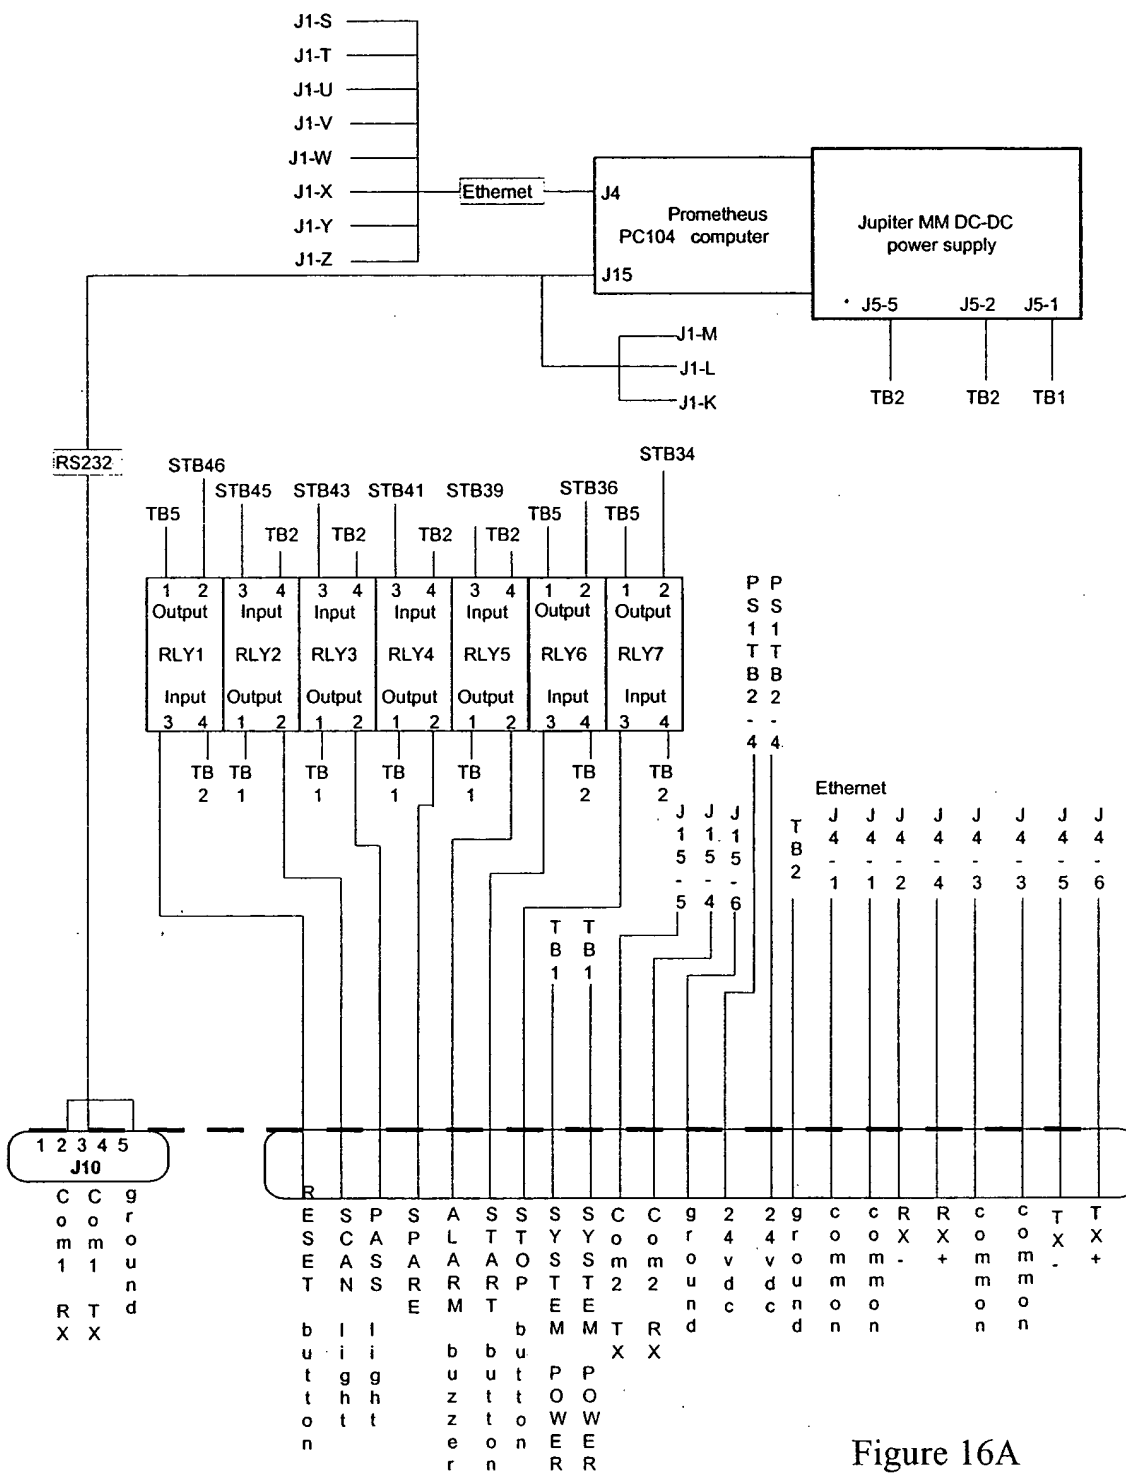 J1-S
J1-T
J1-U
J1-V
J1-W
J1-X
J1-Y
J1-Z
Ethernet
J4
Prometheus
PC104 computer
J15
Jupiter MM DC-DC
power supply
J5-5 J5-2 J5-1
TB2 TB2 TB1
J1-M
J1-L
J1-K
RS232
STB46
STB45
STB43
STB41
STB39
STB36
STB34
TB5
TB2
TB2
TB2
TB2
TB5
TB5
1 2 3 4 3 4 3 4 3 4 1 2 1 2
Output Input Input Input Input Output Output
RLY1 RLY2 RLY3 RLY4 RLY5 RLY6 RLY7
Input Output Output Output Output Input Input
3 4 1 2 1 2 1 2 1 2 3 4 3 4
TB2
TB1
TB1
TB1
TB1
TB2
TB2
PS1TB2-4
PS1TB2-4
J15-5
J15-4
J15-6
TB1
TB1
TB2
Ethernet
J4-1
J4-1
J4-2
J4-4
J4-3
J4-3
J4-5
J4-6
1 2 3 4 5
J10
Com1 RX
Com1 TX
ground
RESET button
SCAN light
PASS light
SPARE
ALARM buzzer
START button
STOP button
SYSTEM POWER
SYSTEM POWER
Com2 TX
Com2 RX
ground
24vdc
24vdc
ground
common
common
RX-
RX+
common
common
TX-
TX+
Figure 16A